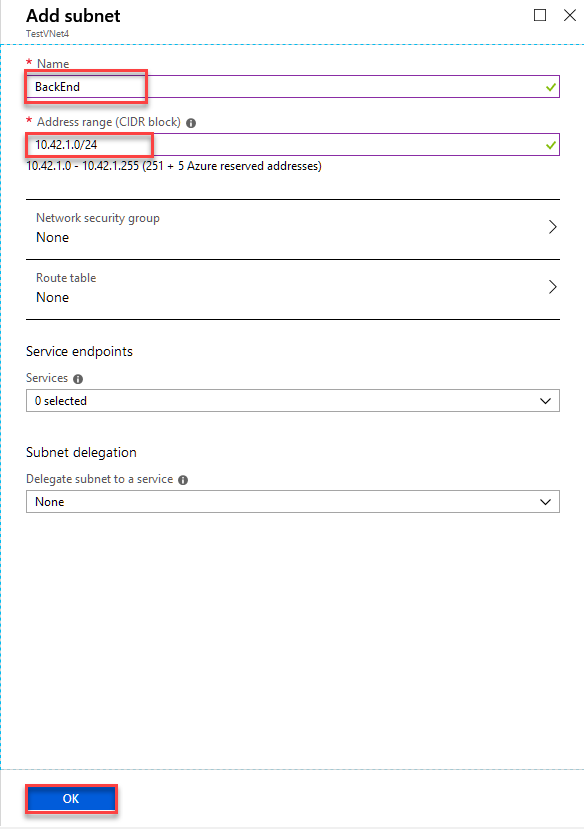 Add subnet
TestVNet4
* Name
BackEnd
* Address range (CIDR block)
10.42.1.0/24
10.42.1.0 - 10.42.1.255 (251 + 5 Azure reserved addresses)
Network security group
None
Route table
None
Service endpoints
Services
0 selected
Subnet delegation
Delegate subnet to a service
None
OK